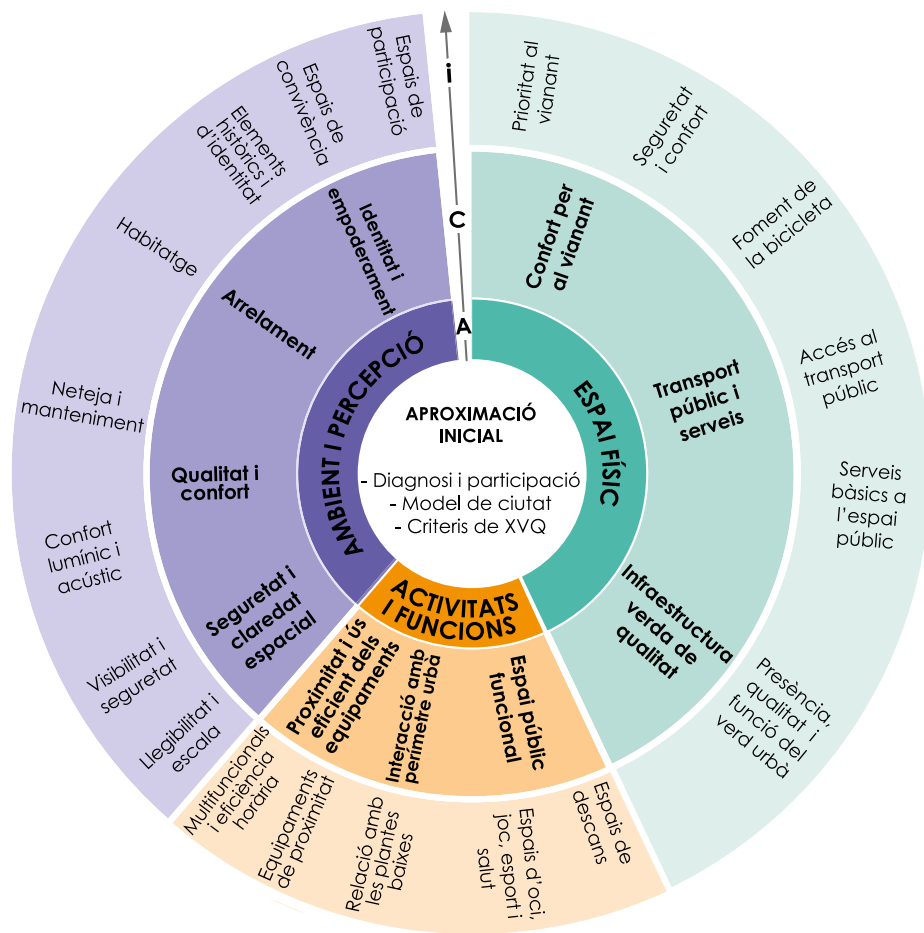 i
C
A
APROXIMACIÓ
INICIAL
- Diagnosi i participació
- Model de ciutat
- Criteris de XVQ
ESPAI FÍSIC
Confort per
al vianant
Transport
públic i
serveis
Infraestructura
verda de
qualitat
Prioritat al
vianant
Seguretat
i confort
Foment de
la bicicleta
Accés al
transport
públic
Serveis
bàsics a
l'espai
públic
Presència,
qualitat i
funció del
verd urbà
ACTIVITATS
I FUNCIONS
Espai públic
funcional
Interacció amb
perímetre urbà
Proximitat i ús
eficient dels
equipaments
Espais de
descans
Espais d'oci,
joc, esport i
salut
Relació amb
les plantes
baixes
Equipaments
de proximitat
Multifuncionals
i eficiència
horària
AMBIENT I PERCEPCIÓ
Seguretat i
claredat
espacial
Qualitat i
confort
Arrelament
Identitat i
empoderament
Llegibilitat i
escala
Visibilitat i
seguretat
Confort
lumínic i
acústic
Neteja i
manteniment
Habitatge
Elements
històrics i
d'identitat
Espais de
convivència
Espais de
participació